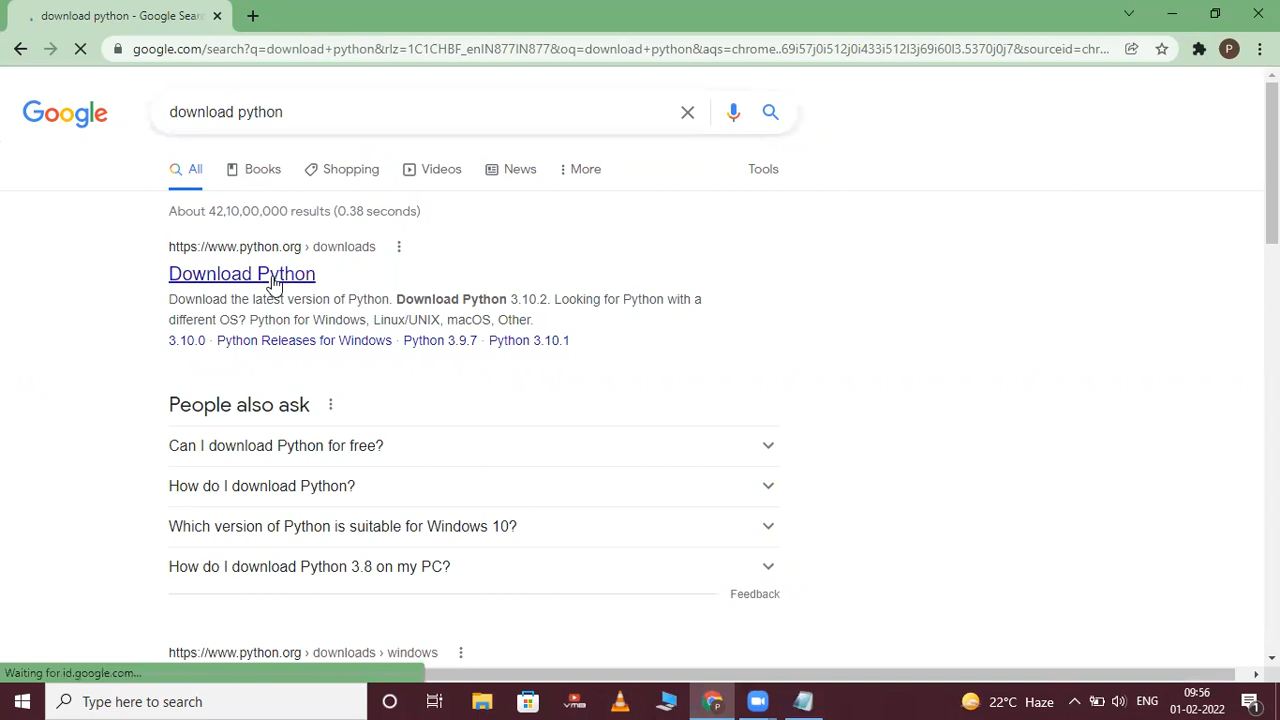 download python - Google Sear
google.com/search?q=download+python&rlz=1C1CHBF_enIN877IN877&oq=download+python&aqs=chrome..69i57j0i512j0i433i512l3j69i60l3.5370j0j7&sourceid=chr...
P
Google
download python
All
Books
Shopping
Videos
News
More
Tools
About 42,10,00,000 results (0.38 seconds)
https://www.python.org › downloads
Download Python
Download the latest version of Python. Download Python 3.10.2. Looking for Python with a
different OS? Python for Windows, Linux/UNIX, macOS, Other.
3.10.0 · Python Releases for Windows · Python 3.9.7 · Python 3.10.1
People also ask
Can I download Python for free?
How do I download Python?
Which version of Python is suitable for Windows 10?
How do I download Python 3.8 on my PC?
Feedback
https://www.python.org › downloads › windows
Waiting for id.google.com...
Type here to search
VMB
P
22°C Haze
ENG
09:56
01-02-2022
1